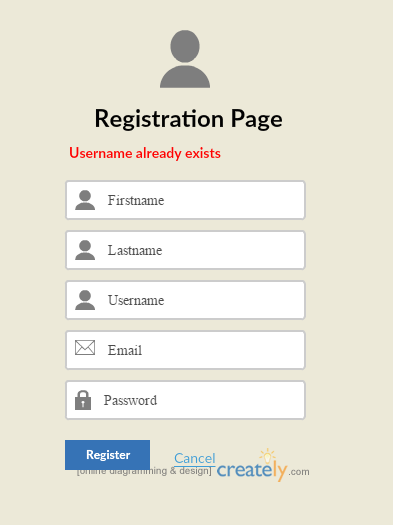 Registration Page
Username already exists
Firstname
Lastname
Username
Email
Password
Register Cancel
[online diagramming & design] creately.com